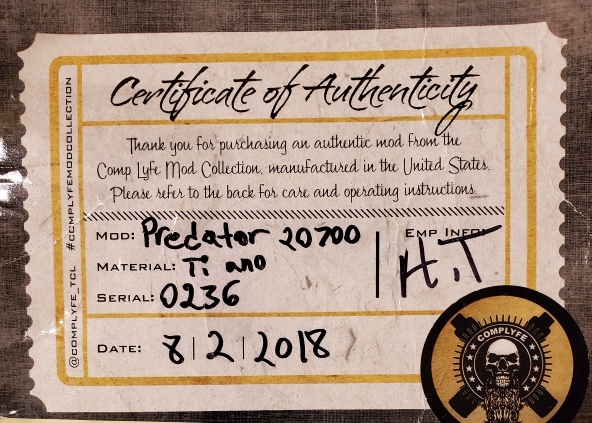 Certificate of Authenticity
Thank you for purchasing an authentic mod from the
Comp Lyfe Mod Collection, manufactured in the United States.
Please refer to the back for care and operating instructions.
Mod: Predator 20700
Emp Info:
H.T
Material: Ti ano
Serial: 0236
Date: 8|2|2018
@complyfe_tcl #complyfemodcollection
COMPLYFE